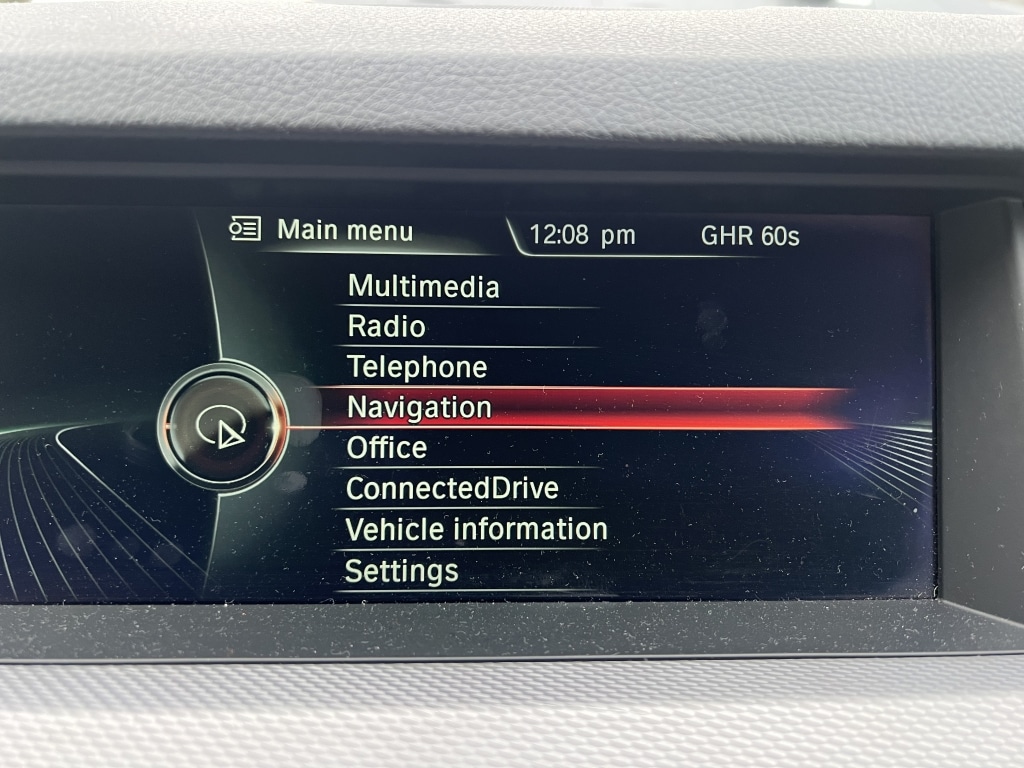 Main menu 12:08 pm GHR 60s
Multimedia
Radio
Telephone
Navigation
Office
ConnectedDrive
Vehicle information
Settings